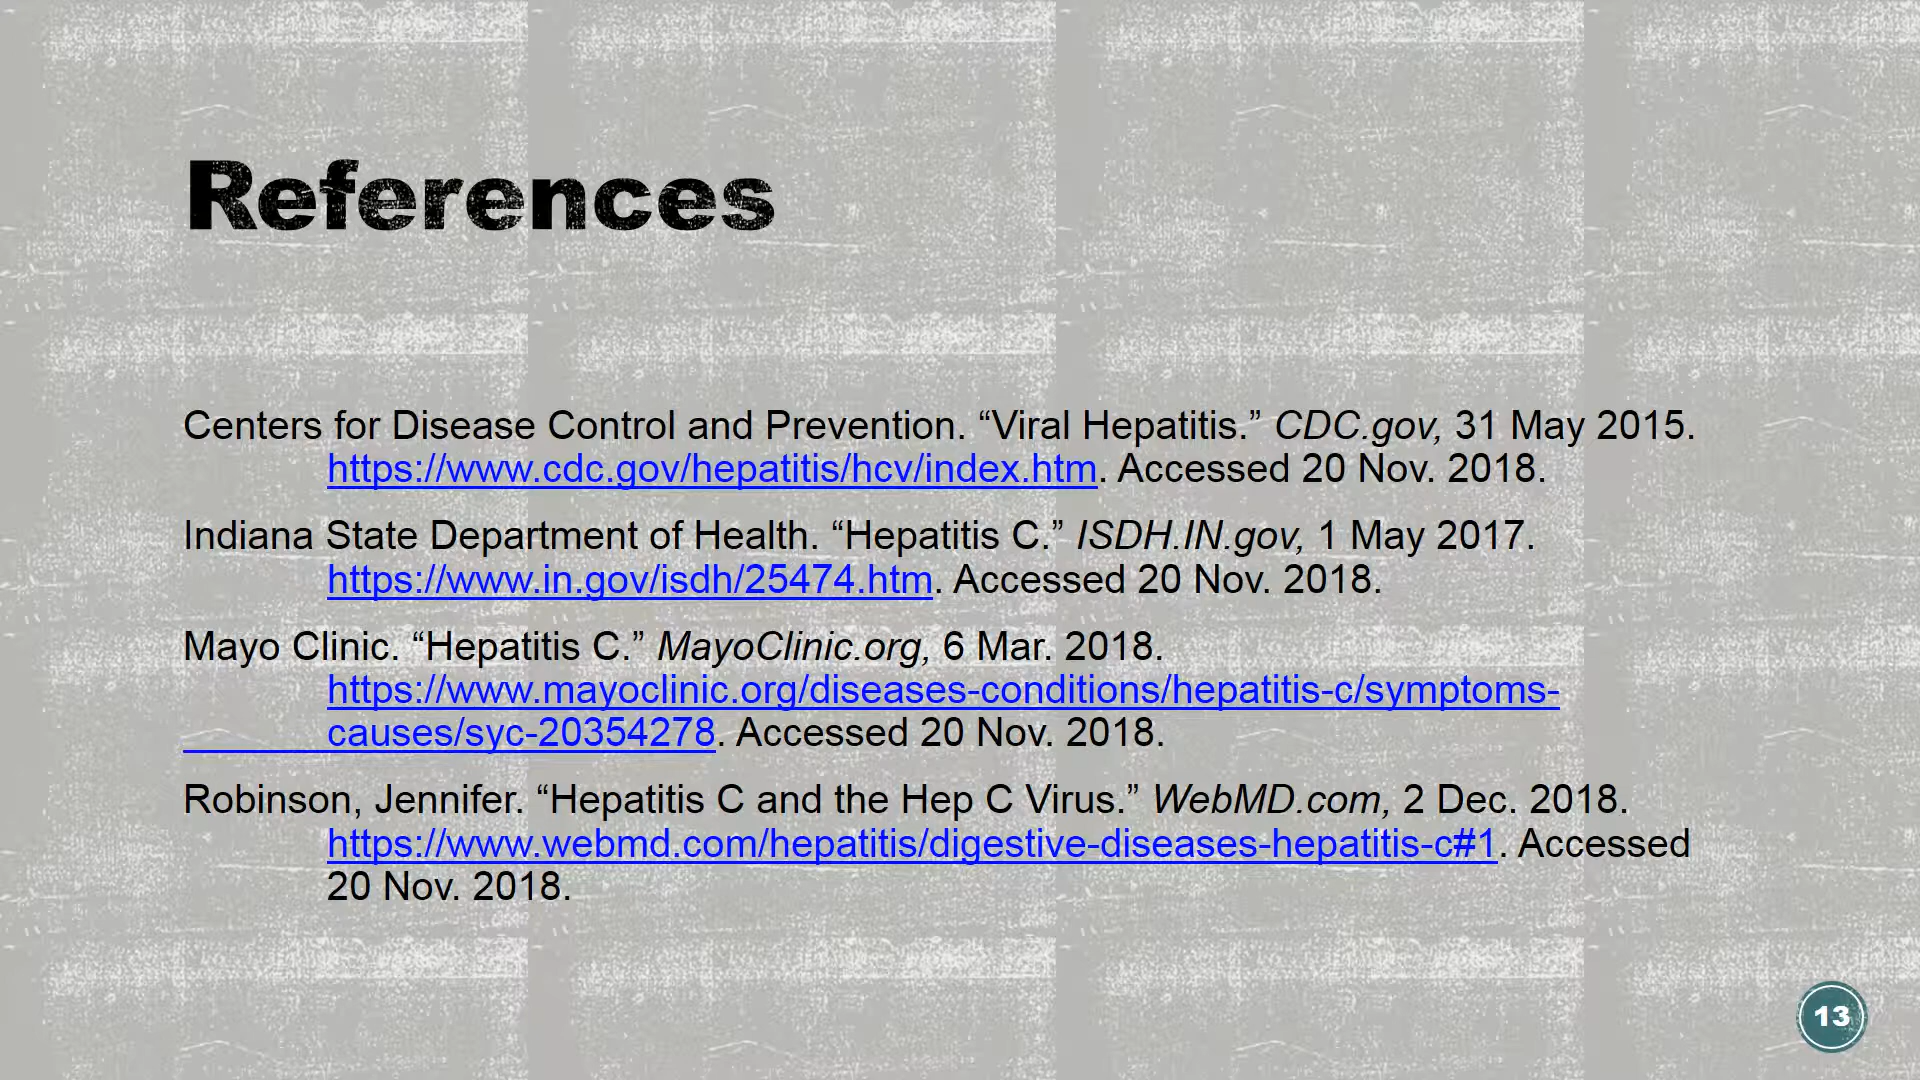 References
Centers for Disease Control and Prevention. “Viral Hepatitis.” CDC.gov, 31 May 2015.
https://www.cdc.gov/hepatitis/hcv/index.htm. Accessed 20 Nov. 2018.
Indiana State Department of Health. “Hepatitis C.” ISDH.IN.gov, 1 May 2017.
https://www.in.gov/isdh/25474.htm. Accessed 20 Nov. 2018.
Mayo Clinic. “Hepatitis C.” MayoClinic.org, 6 Mar. 2018.
https://www.mayoclinic.org/diseases-conditions/hepatitis-c/symptoms-
causes/syc-20354278. Accessed 20 Nov. 2018.
Robinson, Jennifer. “Hepatitis C and the Hep C Virus.” WebMD.com, 2 Dec. 2018.
https://www.webmd.com/hepatitis/digestive-diseases-hepatitis-c#1. Accessed
20 Nov. 2018.
13